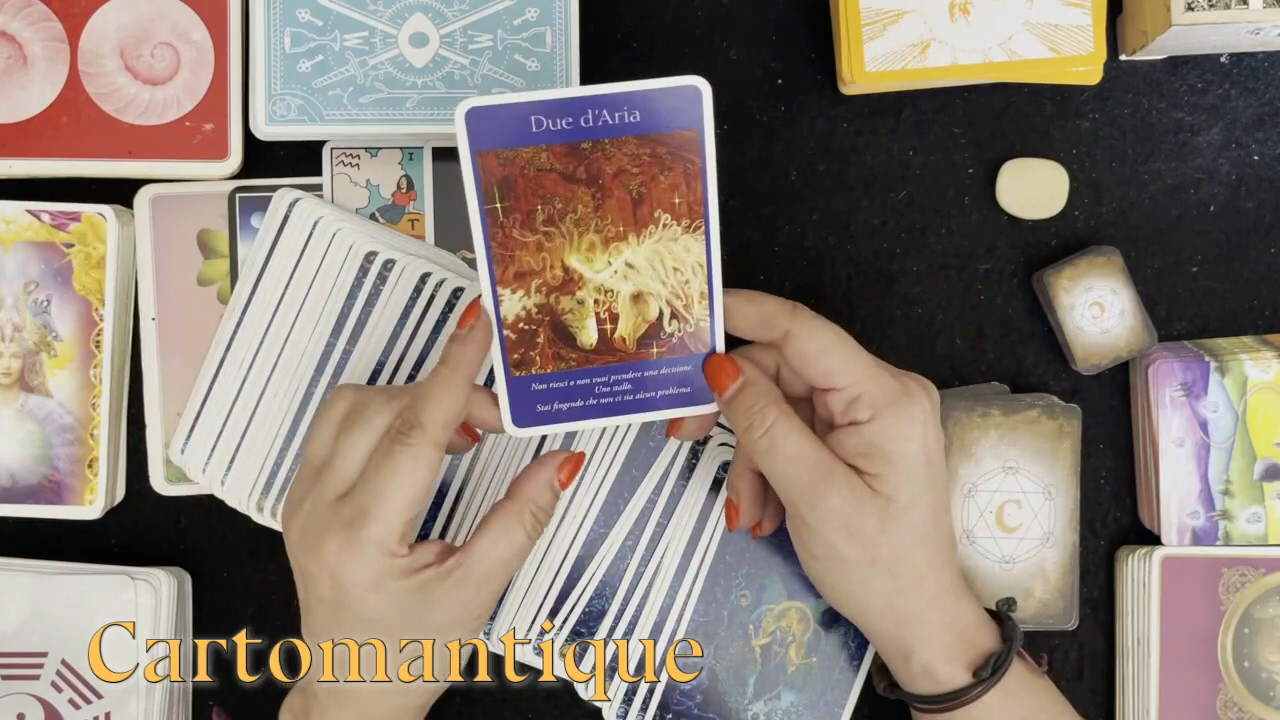 W
M
Due d'Aria
I
T
Non riesci o non vuoi prendere una decisione.
Uno stallo.
Stai fingendo che non ci sia alcun problema.
C
Cartomantique